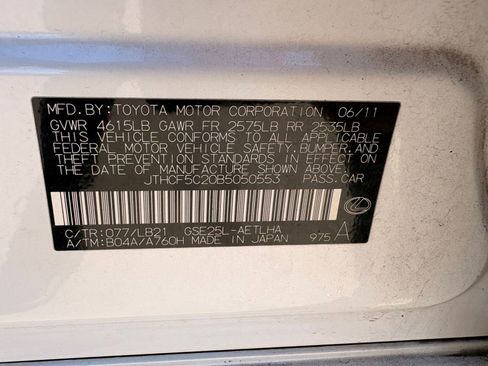 MFD.BY: TOYOTA MOTOR CORPORATION 06/11
GVWR 4615LB GAWR FR 2575LB RR 2535LB
THIS VEHICLE CONFORMS TO ALL APPLICABLE
FEDERAL MOTOR VEHICLE SAFETY, BUMPER, AND
THEFT PREVENTION STANDARDS IN EFFECT ON
THE DATE OF MANUFACTURE SHOWN ABOVE.
JTHCF5C20B5050553 PASS.CAR
C/TR: 077/LB21 GSE25L-AETLHA
A/TM: B04A/A760H MADE IN JAPAN 975 A